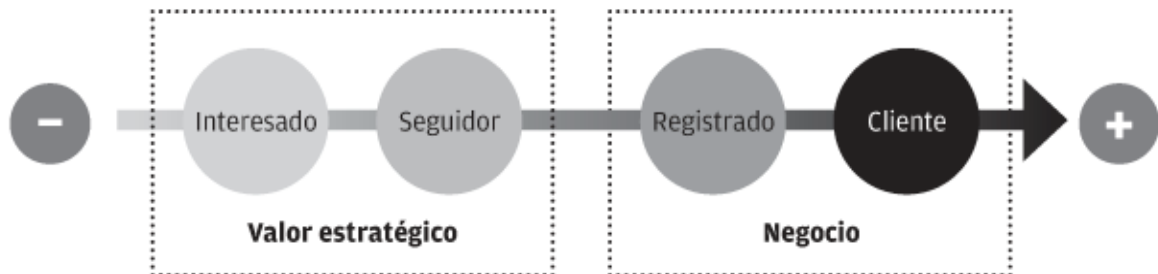 − Interesado Seguidor Registrado Cliente +
Valor estratégico Negocio